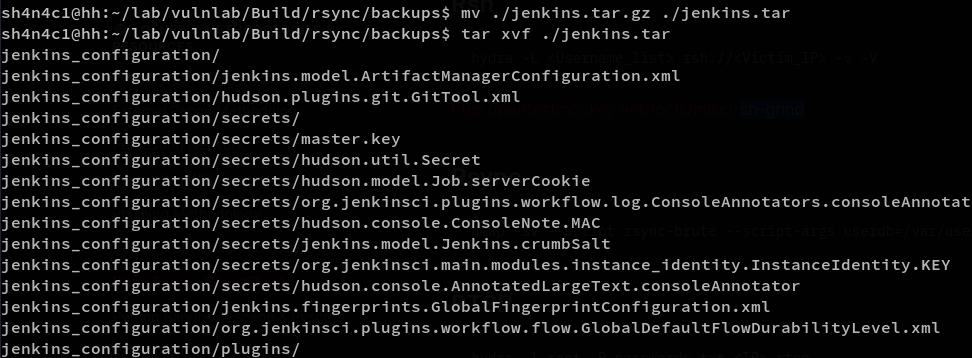 sh4n4c1@hh:~/lab/vulnlab/Build/rsync/backups$ mv ./jenkins.tar.gz ./jenkins.tar
sh4n4c1@hh:~/lab/vulnlab/Build/rsync/backups$ tar xvf ./jenkins.tar
jenkins_configuration/
jenkins_configuration/jenkins.model.ArtifactManagerConfiguration.xml
jenkins_configuration/hudson.plugins.git.GitTool.xml
jenkins_configuration/secrets/
jenkins_configuration/secrets/master.key
jenkins_configuration/secrets/hudson.util.Secret
jenkins_configuration/secrets/hudson.model.Job.serverCookie
jenkins_configuration/secrets/org.jenkinsci.plugins.workflow.log.ConsoleAnnotators.consoleAnnotat
jenkins_configuration/secrets/hudson.console.ConsoleNote.MAC
jenkins_configuration/secrets/jenkins.model.Jenkins.crumbSalt
jenkins_configuration/secrets/org.jenkinsci.main.modules.instance_identity.InstanceIdentity.KEY
jenkins_configuration/secrets/hudson.console.AnnotatedLargeText.consoleAnnotator
jenkins_configuration/jenkins.fingerprints.GlobalFingerprintConfiguration.xml
jenkins_configuration/org.jenkinsci.plugins.workflow.flow.GlobalDefaultFlowDurabilityLevel.xml
jenkins_configuration/plugins/